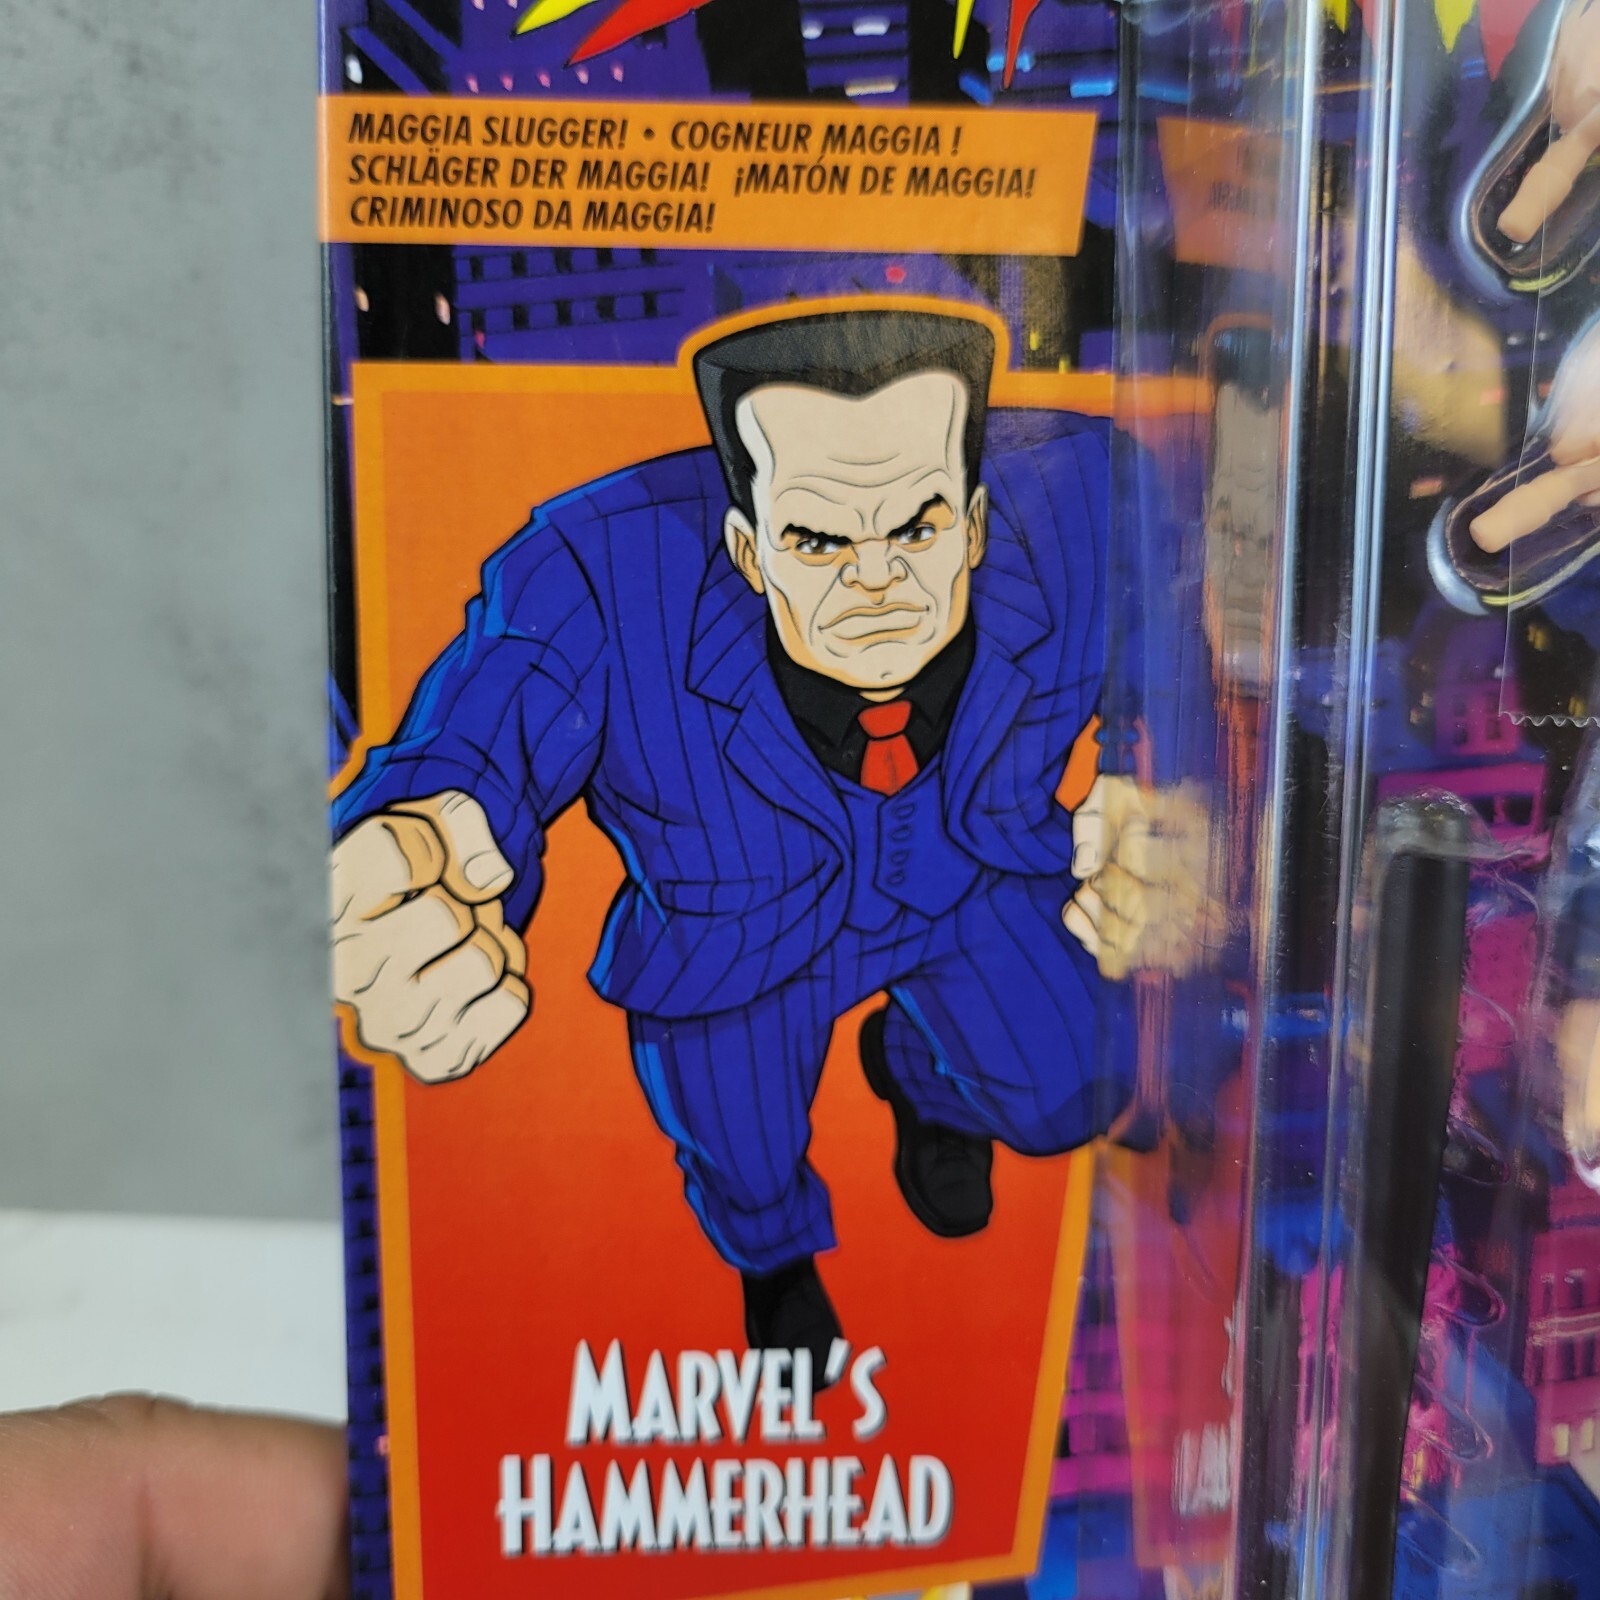 MAGGIA SLUGGER! • COGNEUR MAGGIA !
SCHLÄGER DER MAGGIA! ¡MATÓN DE MAGGIA!
CRIMINOSO DA MAGGIA!
MARVEL'S
HAMMERHEAD